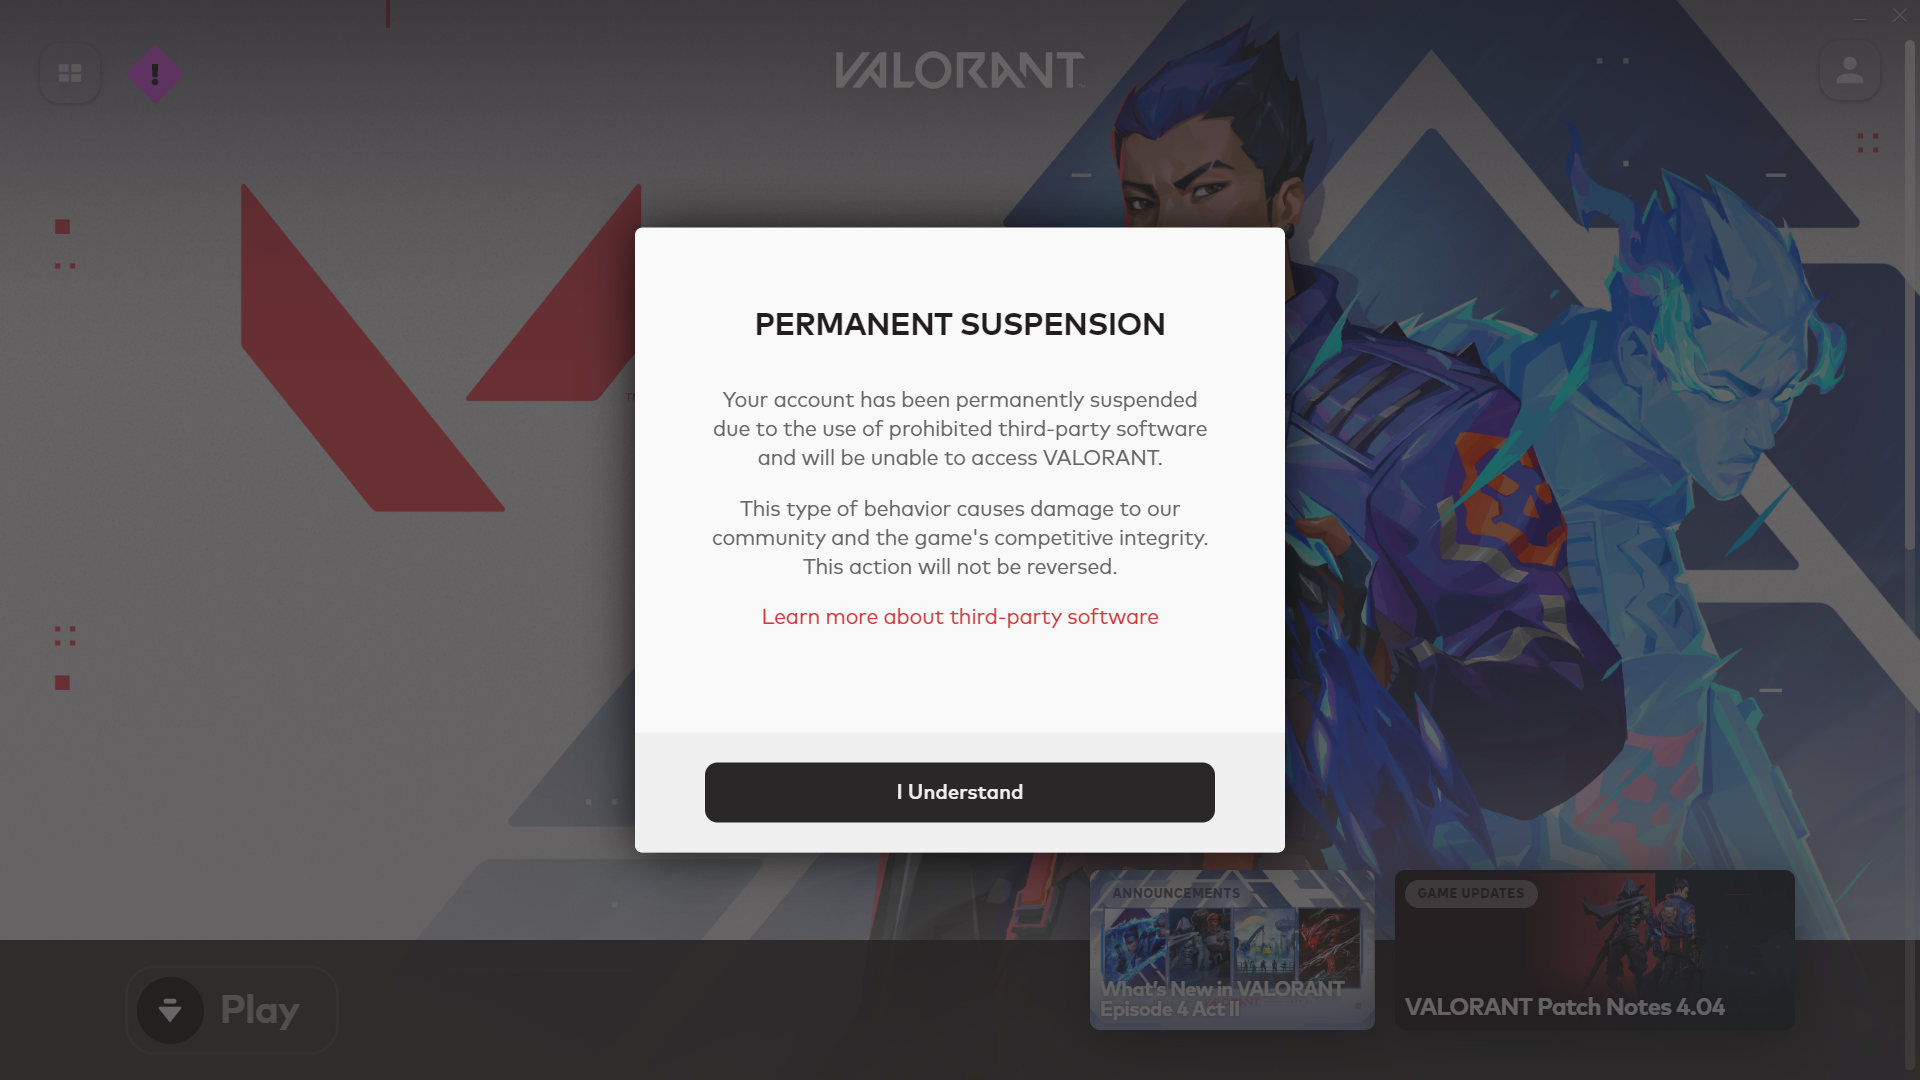 VALORANT
PERMANENT SUSPENSION
Your account has been permanently suspended
due to the use of prohibited third-party software
and will be unable to access VALORANT.
This type of behavior causes damage to our
community and the game's competitive integrity.
This action will not be reversed.
Learn more about third-party software
I Understand
ANNOUNCEMENTS
What's New in VALORANT
Episode 4 Act II
GAME UPDATES
VALORANT Patch Notes 4.04
Play